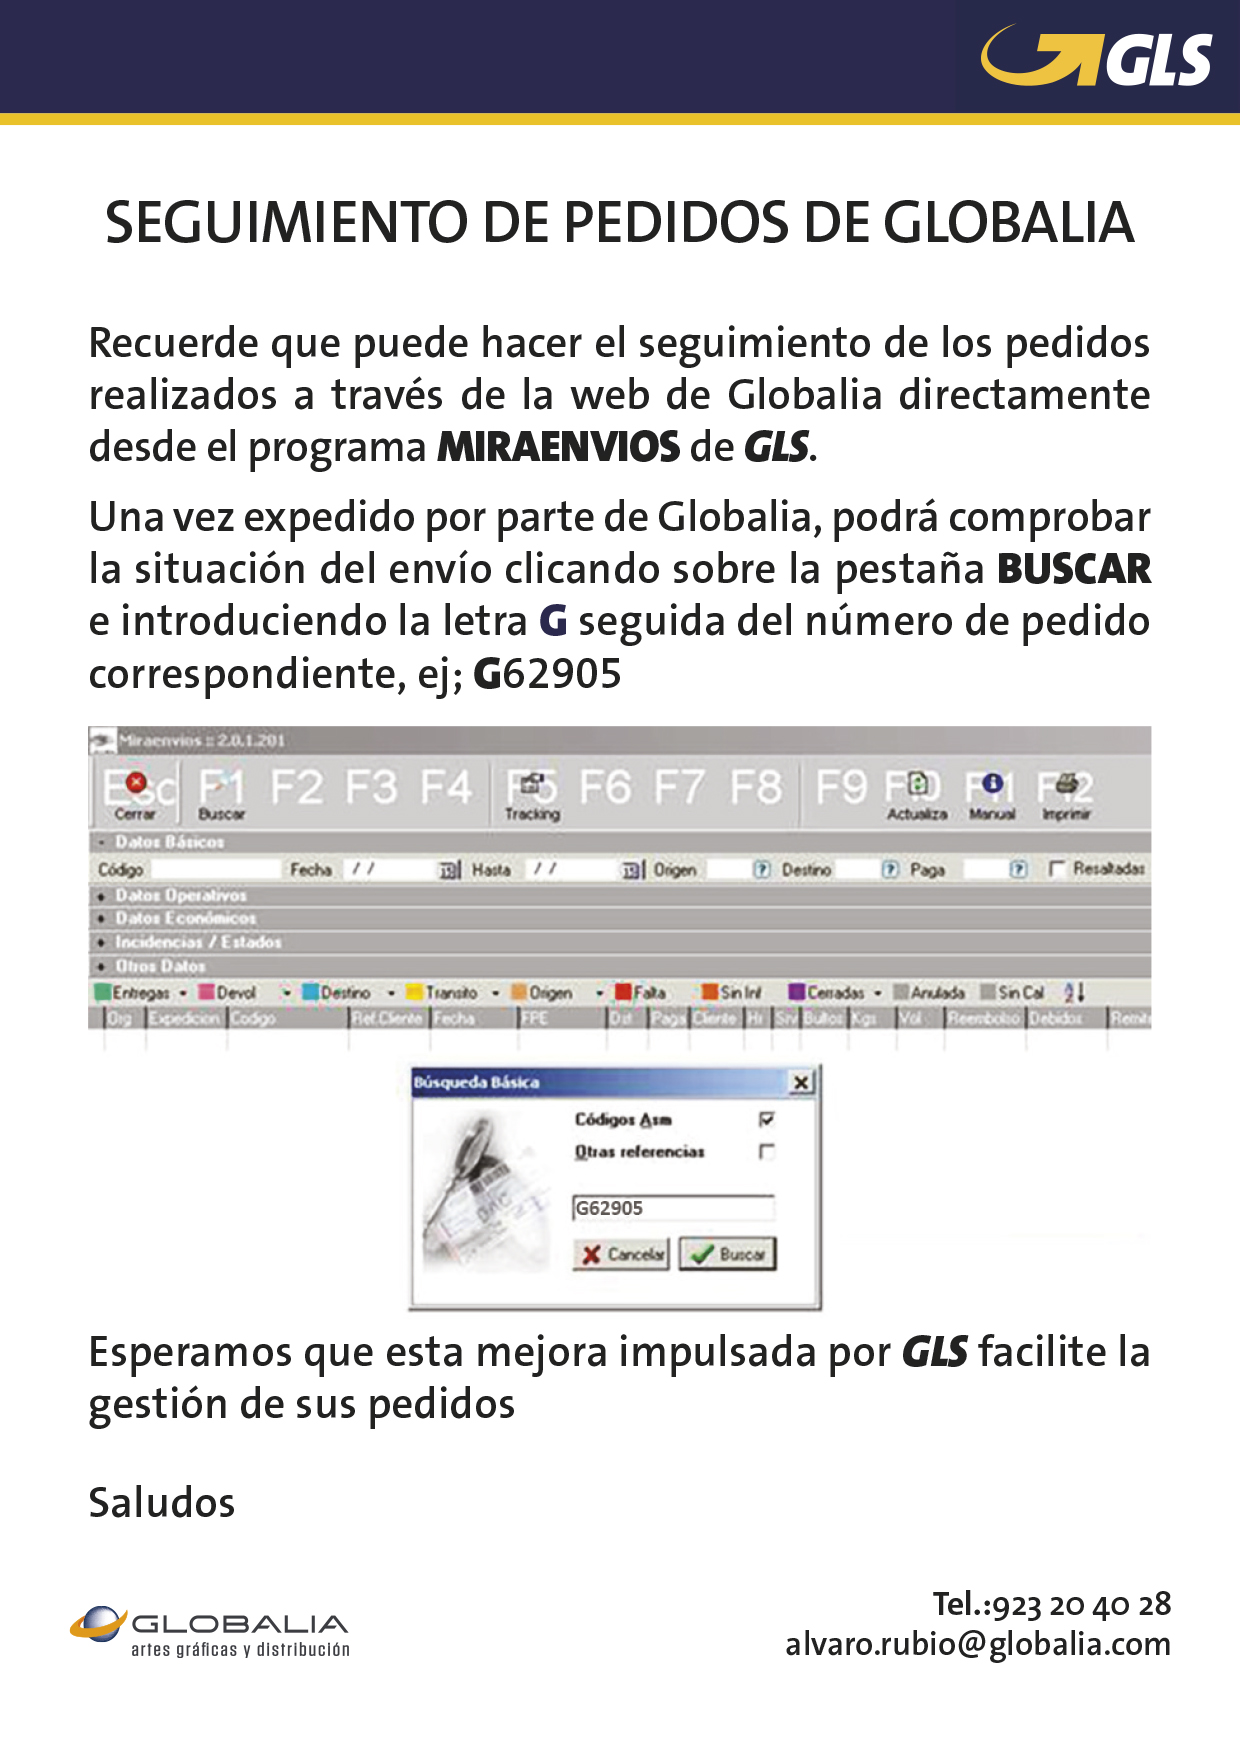 GLS
SEGUIMIENTO DE PEDIDOS DE GLOBALIA
Recuerde que puede hacer el seguimiento de los pedidos
realizados a través de la web de Globalia directamente
desde el programa MIRAENVIOS de GLS.
Una vez expedido por parte de Globalia, podrá comprobar
la situación del envío clicando sobre la pestaña BUSCAR
e introduciendo la letra G seguida del número de pedido
correspondiente, ej; G62905
Miraenvios :: 2.0.1.201
Esc F1 F2 F3 F4 F5 F6 F7 F8 F9 F10 F11 F12
Cerrar Buscar Tracking Actualiza Manual Imprimir
- Datos Básicos
Código Fecha / / Hasta / / Origen Destino Paga Resaltadas
Datos Operativos
Datos Económicos
Incidencias / Estados
Otros Datos
Entregas Devol Destino Transito Origen Falta Sin Inf Cerradas Anulada Sin Cal
Org Expedicion Codigo Ref.Cliente Fecha FPE Dst Paga Cliente Hr Srv Bultos Kgs Vol Reembolso Debidos Remite
Búsqueda Básica
Códigos Asm
Otras referencias
G62905
Cancelar Buscar
Esperamos que esta mejora impulsada por GLS facilite la
gestión de sus pedidos
Saludos
GLOBALIA
artes gráficas y distribución
Tel.:923 20 40 28
alvaro.rubio@globalia.com